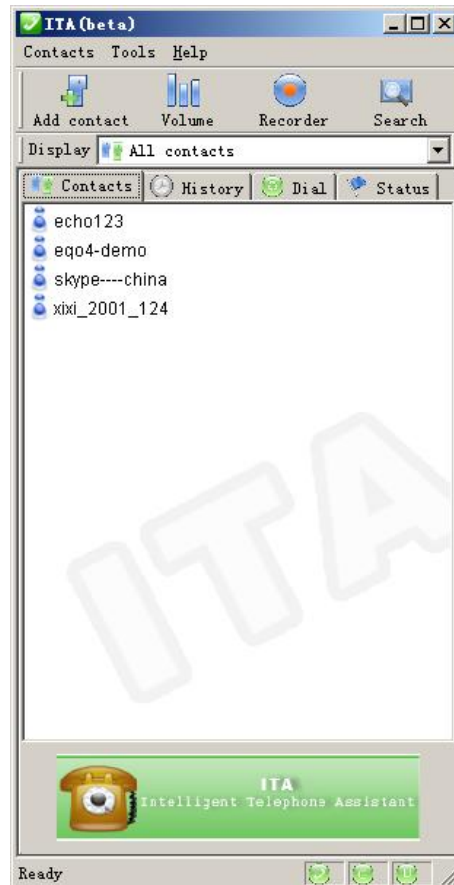 ITA(beta)
Contacts Tools Help
Add contact Volume Recorder Search
Display All contacts
Contacts History Dial Status
echo123
eqo4-demo
skype----china
xixi_2001_124
ITA
ITA
Intelligent Telephone Assistant
Ready